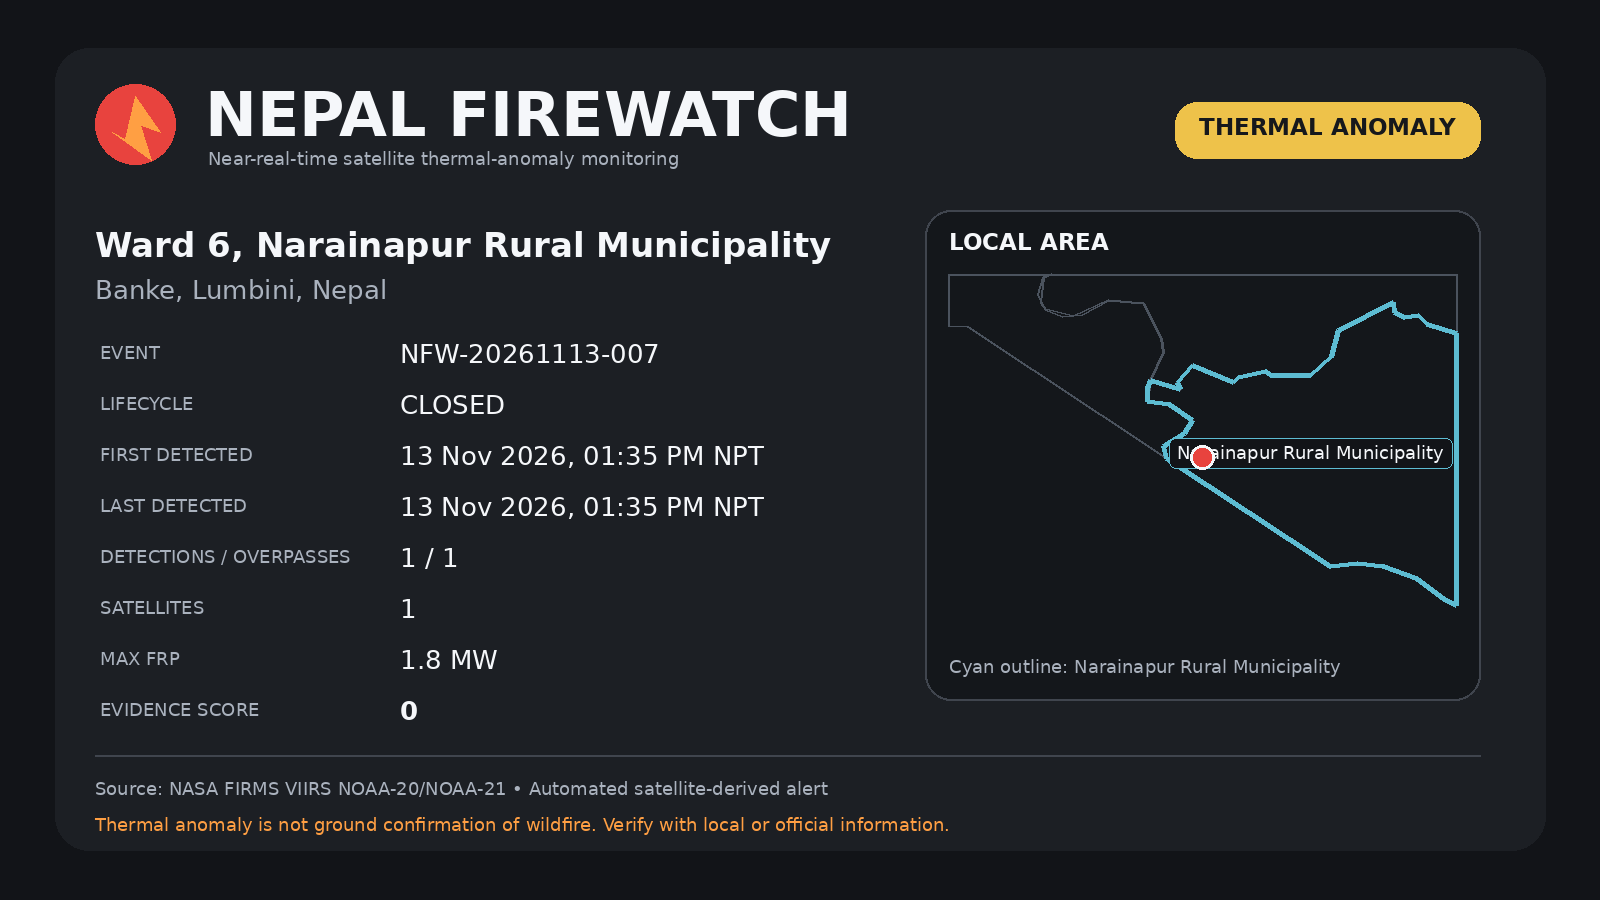 NEPAL FIREWATCH
Near-real-time satellite thermal-anomaly monitoring
THERMAL ANOMALY
Ward 6, Narainapur Rural Municipality
Banke, Lumbini, Nepal
EVENT NFW-20261113-007
LIFECYCLE CLOSED
FIRST DETECTED 13 Nov 2026, 01:35 PM NPT
LAST DETECTED 13 Nov 2026, 01:35 PM NPT
DETECTIONS / OVERPASSES 1 / 1
SATELLITES 1
MAX FRP 1.8 MW
EVIDENCE SCORE 0
LOCAL AREA
Narainapur Rural Municipality
Cyan outline: Narainapur Rural Municipality
Source: NASA FIRMS VIIRS NOAA-20/NOAA-21 • Automated satellite-derived alert
Thermal anomaly is not ground confirmation of wildfire. Verify with local or official information.